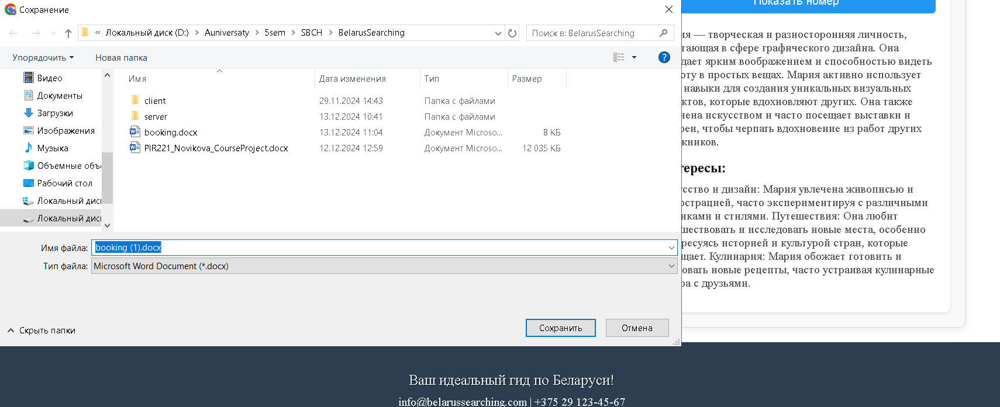 Сохранение
« Локальный диск (D:) > Auniversaty > 5sem > SBCH > BelarusSearching
Поиск в: BelarusSearching
Упорядочить
Новая папка
?
Видео
Документы
Загрузки
Изображения
Музыка
Объемные объ
Рабочий стол
Локальный дис
Локальный дис
Имя Дата изменения Тип Размер
client 29.11.2024 14:43 Папка с файлами
server 13.12.2024 10:41 Папка с файлами
booking.docx 13.12.2024 11:04 Документ Microso... 8 КБ
PIR221_Novikova_CourseProject.docx 12.12.2024 12:59 Документ Microso... 12 035 КБ
Имя файла: booking (1).docx
Тип файла: Microsoft Word Document (*.docx)
Скрыть папки
Сохранить
Отмена
Показать номер
ия — творческая и разносторонняя личность,
тающая в сфере графического дизайна. Она
дает ярким воображением и способностью видеть
оту в простых вещах. Мария активно использует
навыки для создания уникальных визуальных
ктов, которые вдохновляют других. Она также
чена искусством и часто посещает выставки и
реи, чтобы черпать вдохновение из работ других
жников.
тересы:
сство и дизайн: Мария увлечена живописью и
острацией, часто экспериментируя с различными
иками и стилями. Путешествия: Она любит
шествовать и исследовать новые места, особенно
ресуясь историей и культурой стран, которые
щает. Кулинария: Мария обожает готовить и
овать новые рецепты, часто устраивая кулинарные
ра с друзьями.
Ваш идеальный гид по Беларуси!
info@belarussearching.com | +375 29 123-45-67